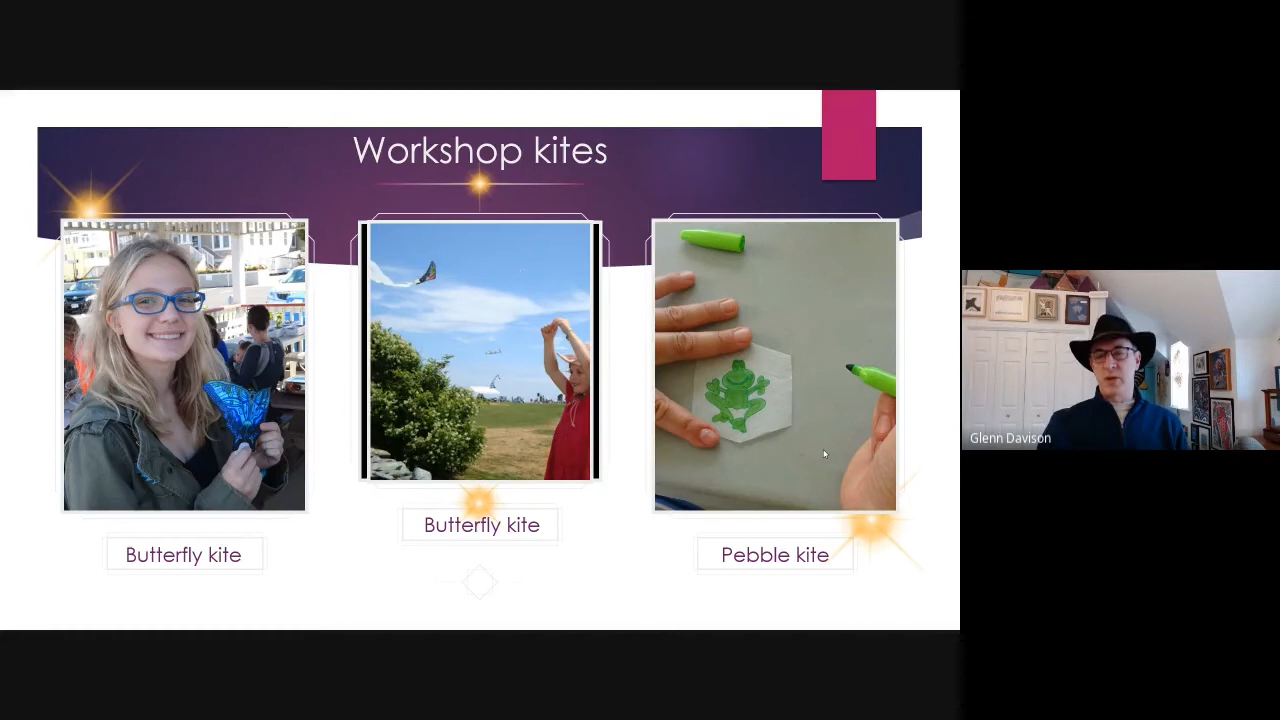 Workshop kites
Butterfly kite
Butterfly kite
Pebble kite
Glenn Davison